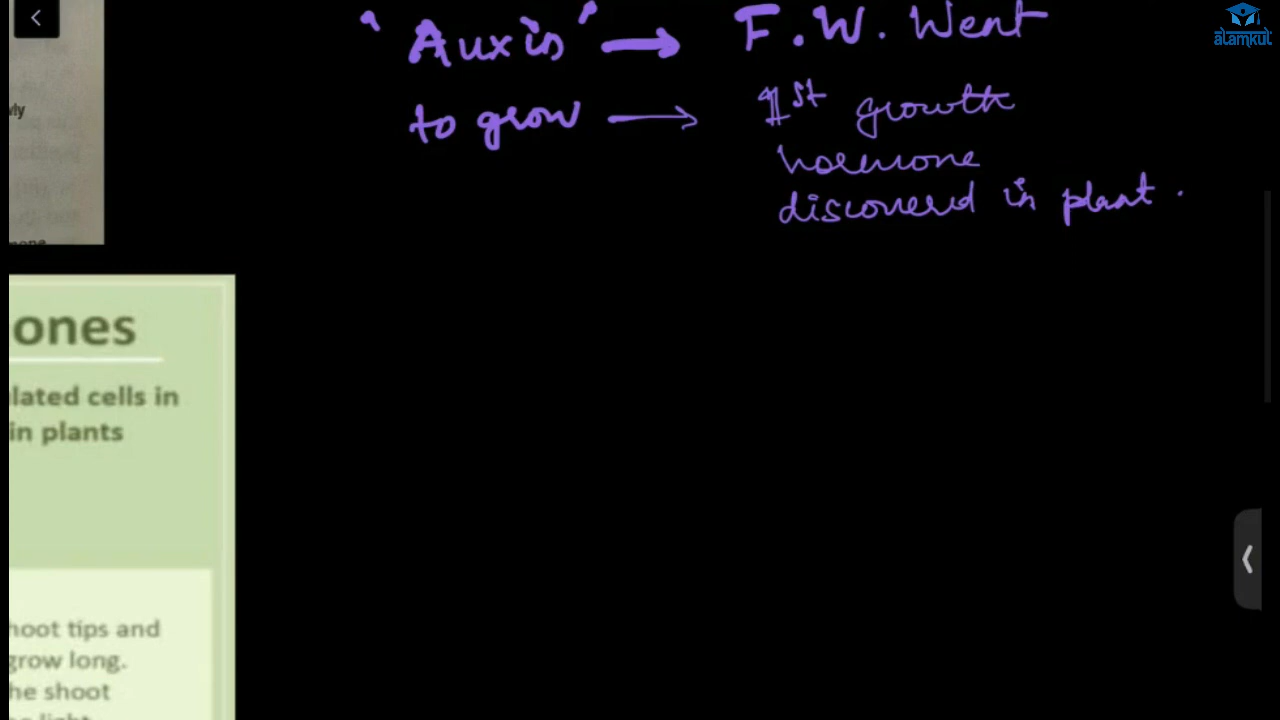 'Auxin' → F.W. Went
to grow → 1st growth
hormone
discovered in plant.
ones
lated cells in
in plants
hoot tips and
grow long.
he shoot
alamkul